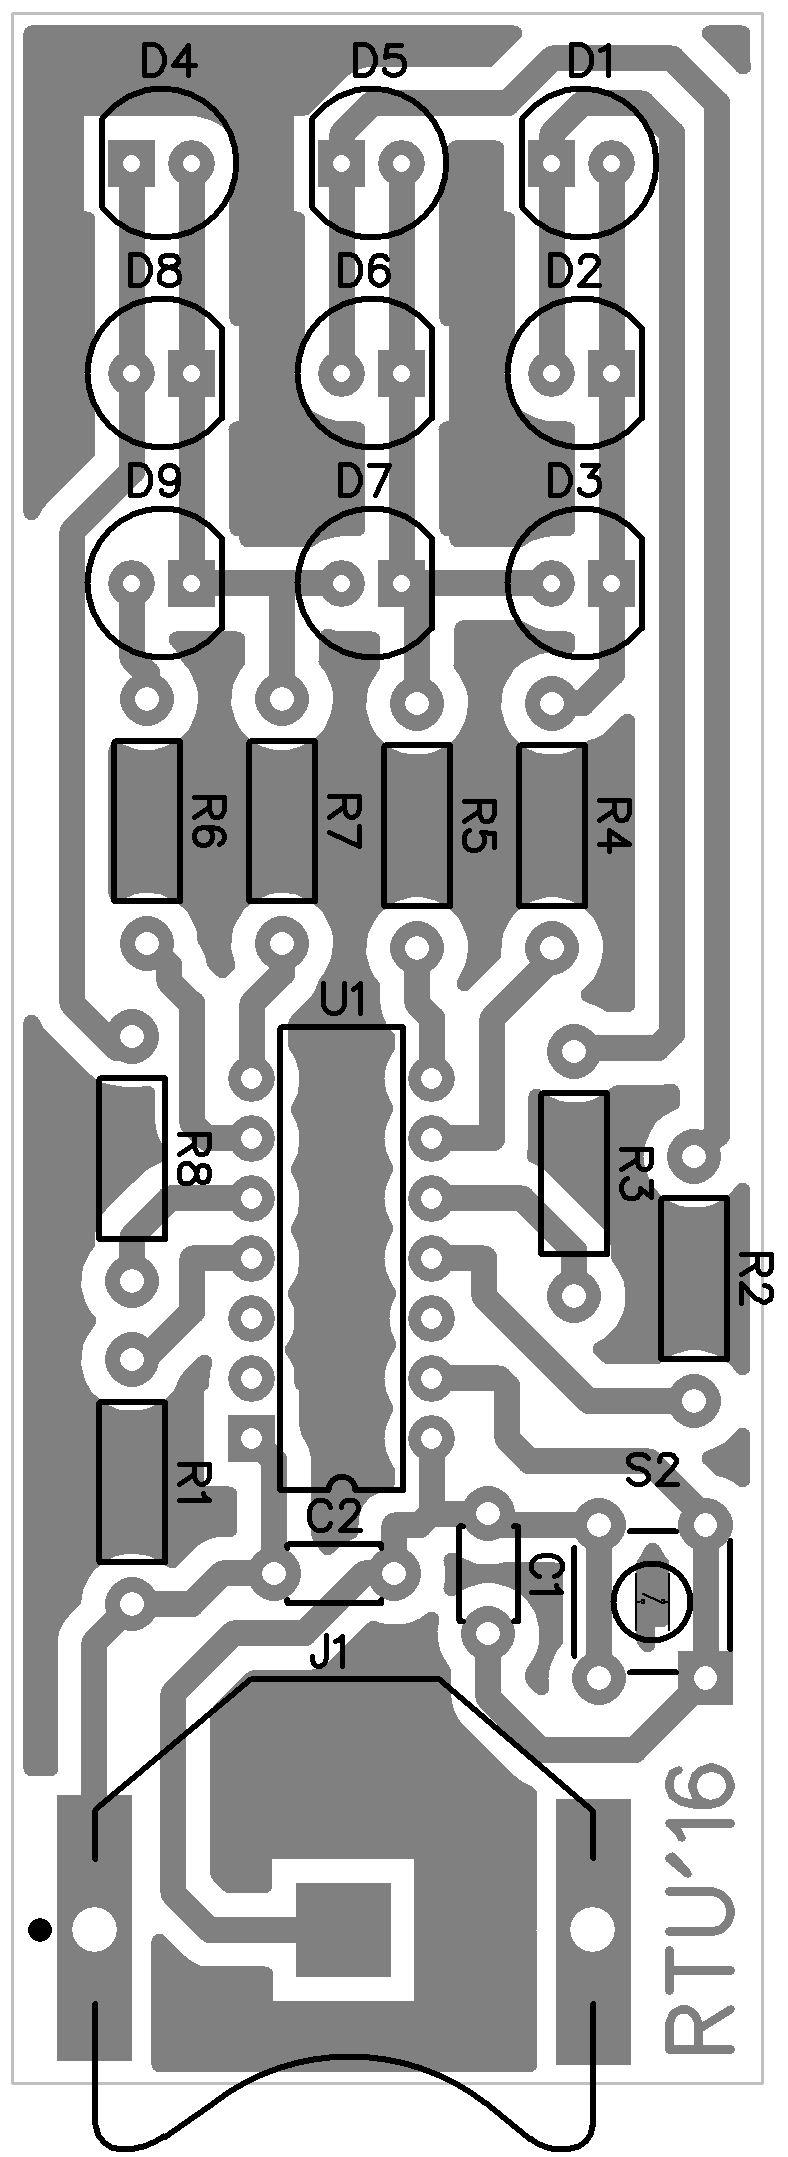 D4 D5 D1
D8 D6 D2
D9 D7 D3
R6 R7 R5 R4
U1
R8 R3
R2
S2
R1
C2
C1
J1
RTU'16